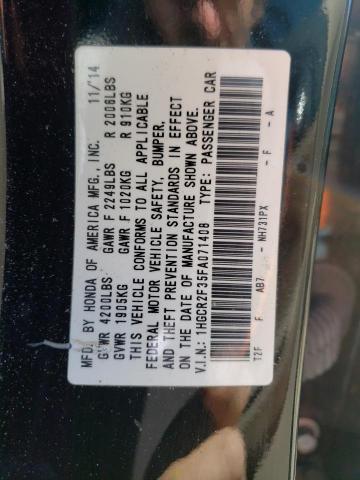 MFD. BY HONDA OF AMERICA MFG., INC. 11/14
GVWR 4200LBS GAWR F 2249LBS R 2006LBS
GVWR 1905KG GAWR F 1020KG R 910KG
THIS VEHICLE CONFORMS TO ALL APPLICABLE
FEDERAL MOTOR VEHICLE SAFETY, BUMPER,
AND THEFT PREVENTION STANDARDS IN EFFECT
ON THE DATE OF MANUFACTURE SHOWN ABOVE.
V.I.N.: 1HGCR2F35FA071408 TYPE: PASSENGER CAR
T2F F AB7 - NH731PX - F - A